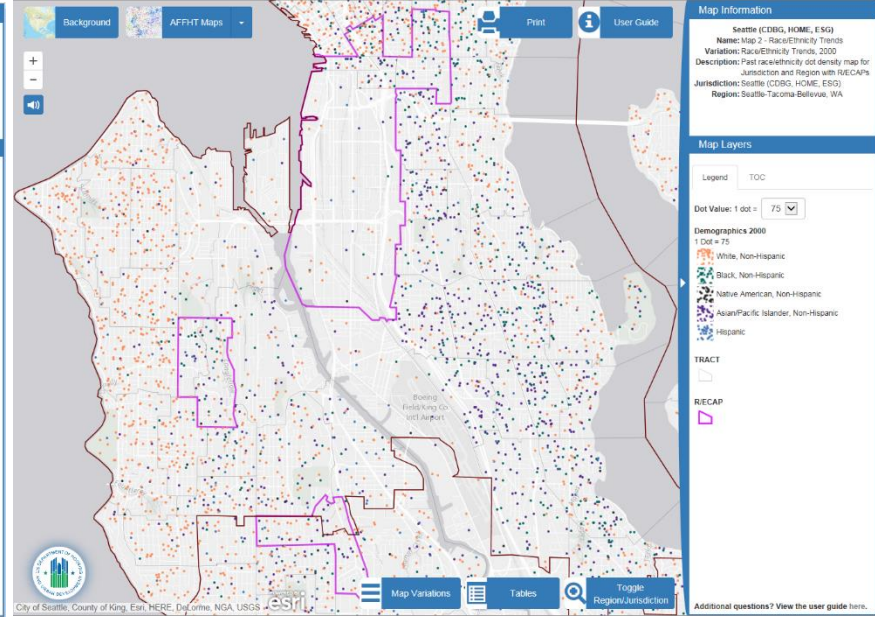 Background
AFFHT Maps
Print
User Guide
+
−
Boeing
Field/King Co
Int'l Airport
City of Seattle, County of King, Esri, HERE, DeLorme, NGA, USGS
esri
Map Variations
Tables
Toggle
Region/Jurisdiction
Map Information
Seattle (CDBG, HOME, ESG)
Name: Map 2 - Race/Ethnicity Trends
Variation: Race/Ethnicity Trends, 2000
Description: Past race/ethnicity dot density map for
Jurisdiction and Region with R/ECAPs
Jurisdiction: Seattle (CDBG, HOME, ESG)
Region: Seattle-Tacoma-Bellevue, WA
Map Layers
Legend TOC
Dot Value: 1 dot = 75
Demographics 2000
1 Dot = 75
White, Non-Hispanic
Black, Non-Hispanic
Native American, Non-Hispanic
Asian/Pacific Islander, Non-Hispanic
Hispanic
TRACT
R/ECAP
Additional questions? View the user guide here.